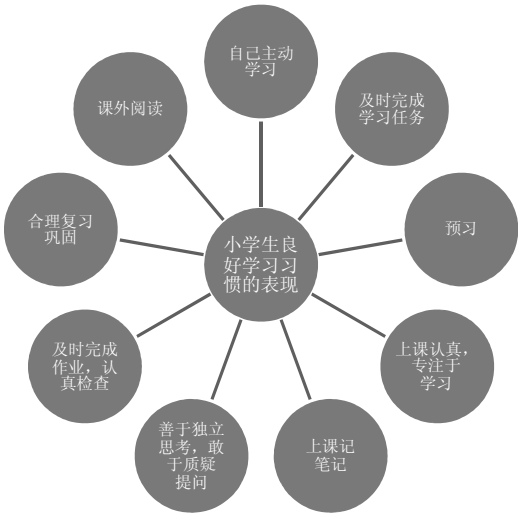 自己主动
学习
及时完成
学习任务
预习
上课认真，
专注于
学习
上课记
笔记
善于独立
思考，敢
于质疑
提问
及时完成
作业，认
真检查
合理复习
巩固
课外阅读
小学生良
好学习习
惯的表现